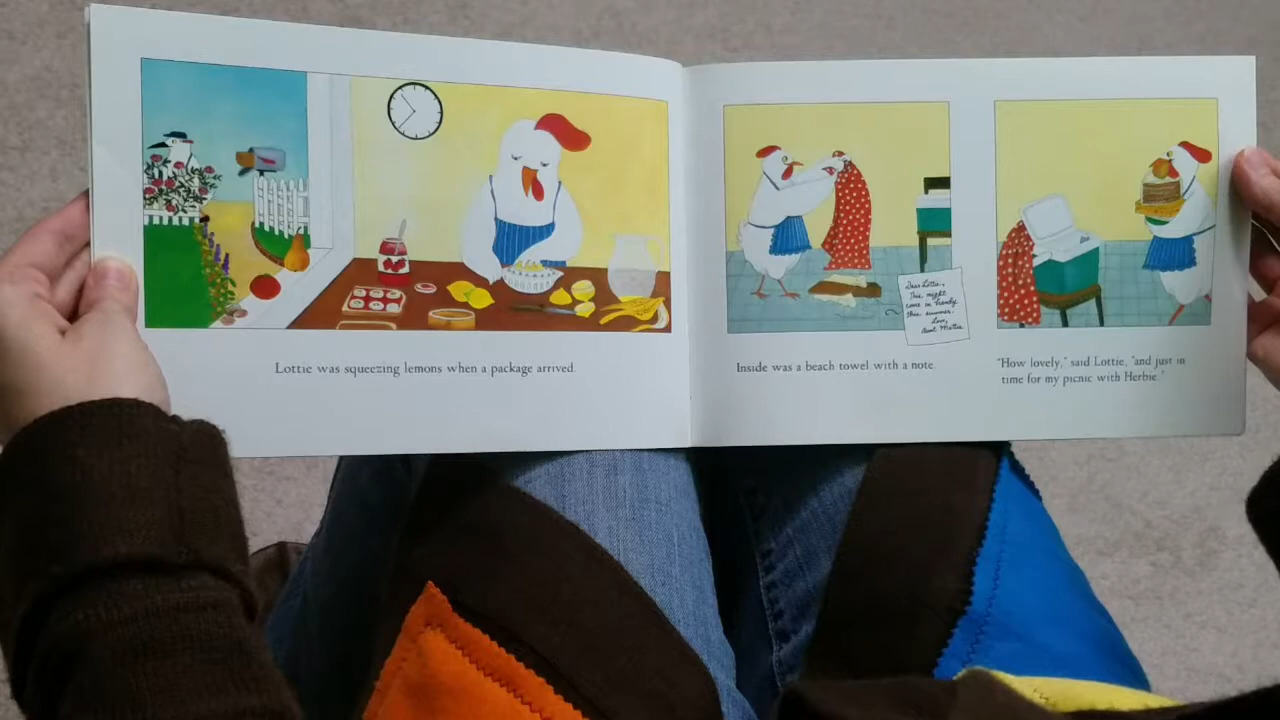 Lottie was squeezing lemons when a package arrived.
Inside was a beach towel with a note.
Dear Lottie,
This might
come in handy
this summer.
Love,
Aunt Mattie
"How lovely," said Lottie, "and just in
time for my picnic with Herbie."